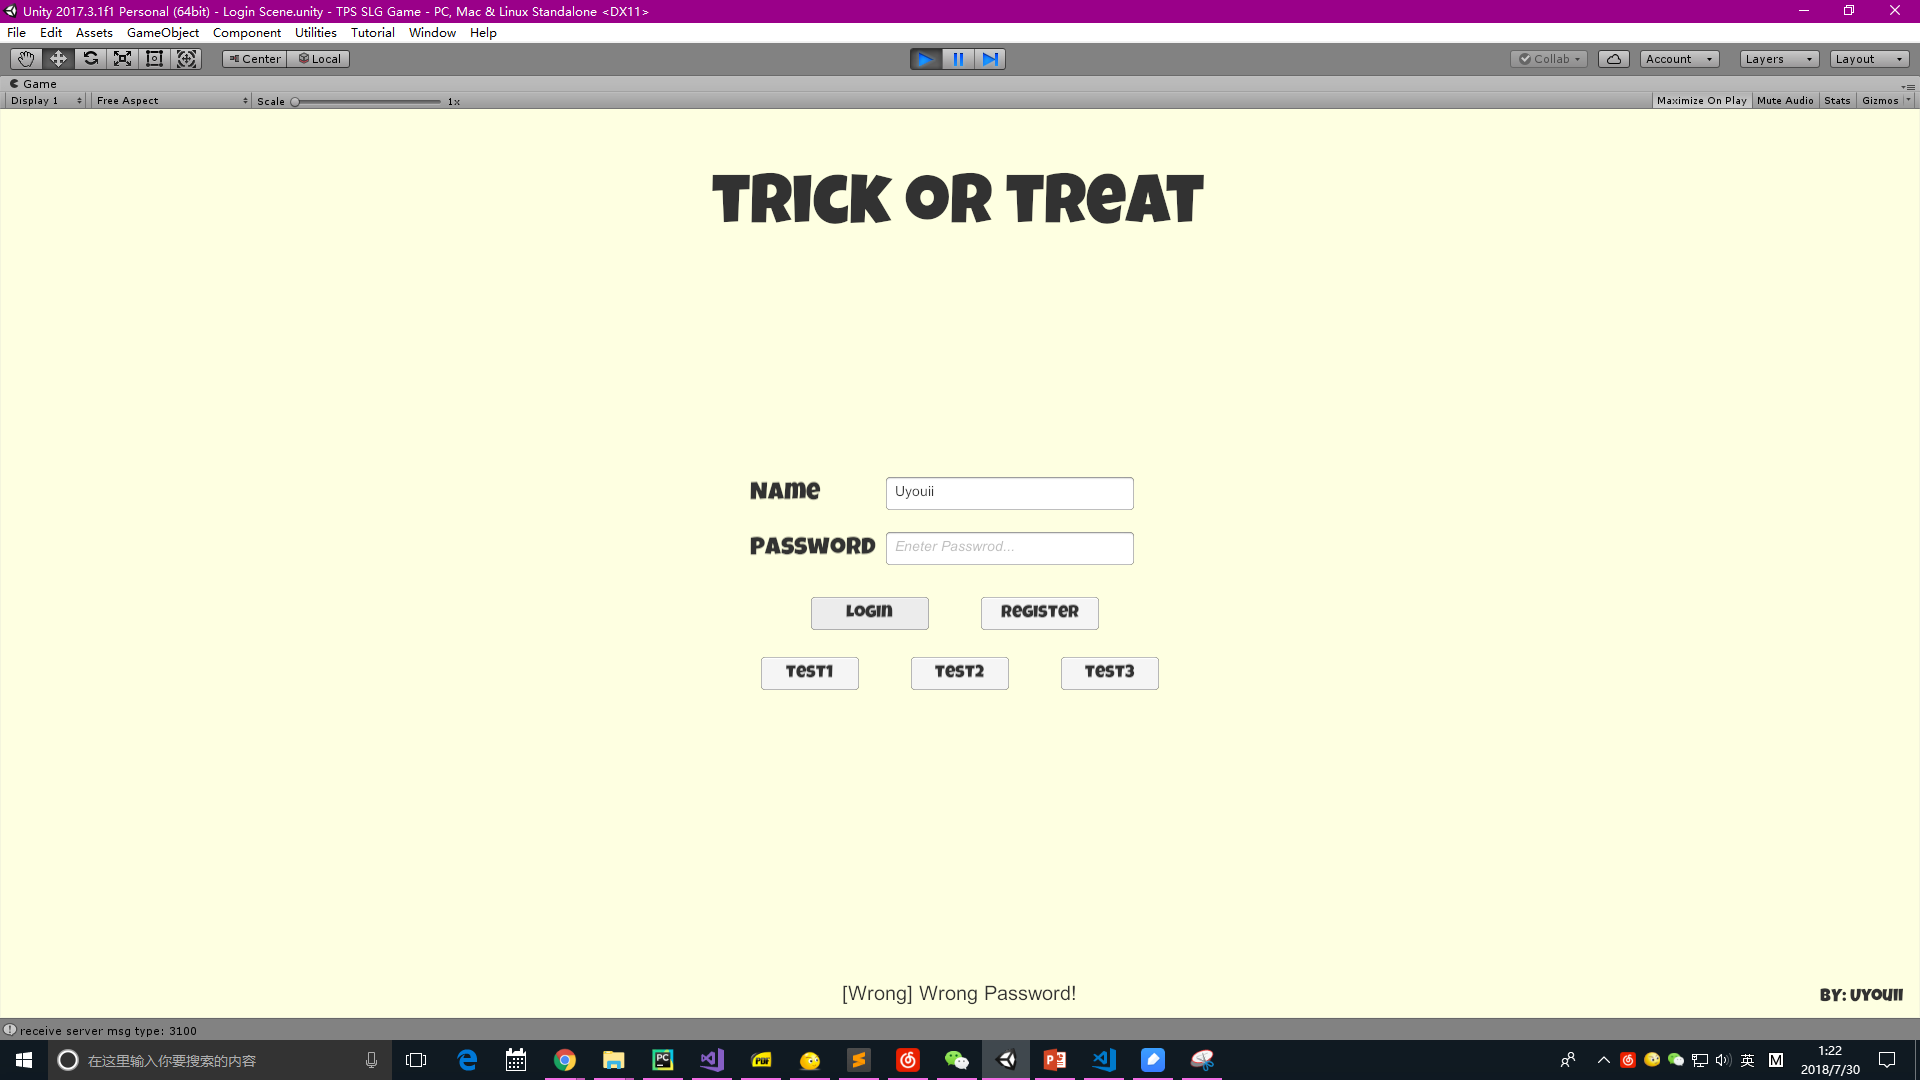 Unity 2017.3.1f1 Personal (64bit) - Login Scene.unity - TPS SLG Game - PC, Mac & Linux Standalone <DX11>
File Edit Assets GameObject Component Utilities Tutorial Window Help
Center Local Collab Account Layers Layout
Game
Display 1 Free Aspect Scale 1x Maximize On Play Mute Audio Stats Gizmos
TRICK OR TReAT
NAme Uyouii
PASSWORD Eneter Passwrod...
LOGIN ReGISTeR
TeST1 TeST2 TeST3
[Wrong] Wrong Password!
BY: UYOUII
receive server msg type: 3100
在这里输入你要搜索的内容 PC PDF P 英 M 1:22
2018/7/30